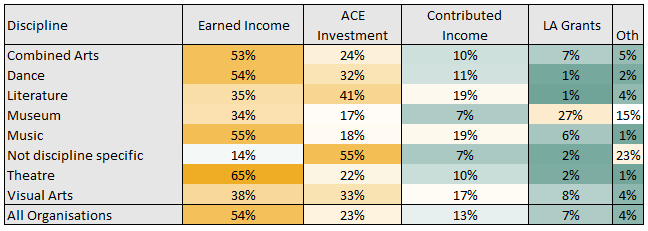 Discipline Earned Income ACE Investment Contributed Income LA Grants Oth
Combined Arts 53% 24% 10% 7% 5%
Dance 54% 32% 11% 1% 2%
Literature 35% 41% 19% 1% 4%
Museum 34% 17% 7% 27% 15%
Music 55% 18% 19% 6% 1%
Not discipline specific 14% 55% 7% 2% 23%
Theatre 65% 22% 10% 2% 1%
Visual Arts 38% 33% 17% 8% 4%
All Organisations 54% 23% 13% 7% 4%